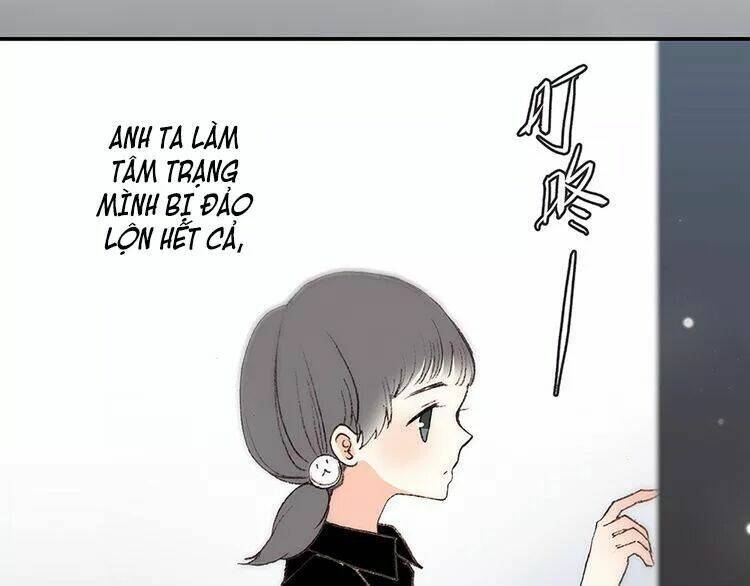 ANH TA LÀM
TÂM TRẠNG
MÌNH BỊ ĐẢO
LỘN HẾT CẢ,
叮咚—